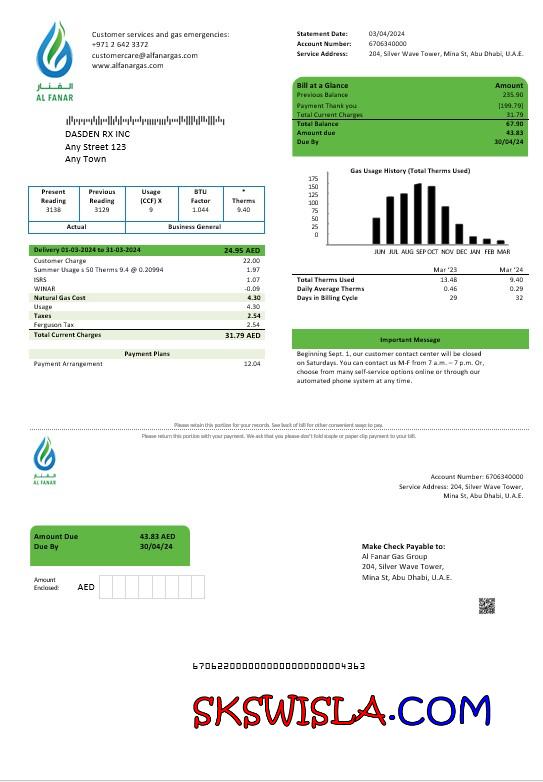 Customer services and gas emergencies:
+971 2 642 3372
customercare@alfanargas.com
www.alfanargas.com
الفنار
AL FANAR
Statement Date: 03/04/2024
Account Number: 6706340000
Service Address: 204, Silver Wave Tower, Mina St, Abu Dhabi, U.A.E.
DASDEN RX INC
Any Street 123
Any Town
Bill at a Glance Amount
Previous Balance 235.90
Payment Thank you (199.79)
Total Current Charges 31.79
Total Balance 67.90
Amount due 43.83
Due By 30/04/24
Present Reading Previous Reading Usage (CCF) X BTU Factor * Therms
3138 3129 9 1.044 9.40
Actual Business General
Gas Usage History (Total Therms Used)
175
150
125
100
75
50
25
0
JUN JUL AUG SEP OCT NOV DEC JAN FEB MAR
Mar '23 Mar '24
Total Therms Used 13.48 9.40
Daily Average Therms 0.46 0.29
Days in Billing Cycle 29 32
Delivery 01-03-2024 to 31-03-2024 24.95 AED
Customer Charge 22.00
Summer Usage s 50 Therms 9.4 @ 0.20994 1.97
ISRS 1.07
WINAR -0.09
Natural Gas Cost 4.30
Usage 4.30
Taxes 2.54
Ferguson Tax 2.54
Total Current Charges 31.79 AED
Payment Plans
Payment Arrangement 12.04
Important Message
Beginning Sept. 1, our customer contact center will be closed
on Saturdays. You can contact us M-F from 7 a.m. – 7 p.m. Or,
choose from many self-service options online or through our
automated phone system at any time.
Please retain this portion for your records. See back of bill for other convenient ways to pay.
Please return this portion with your payment. We ask that you please don't fold staple or paper clip payment to your bill.
الفنار
AL FANAR
Account Number: 6706340000
Service Address: 204, Silver Wave Tower,
Mina St, Abu Dhabi, U.A.E.
Amount Due 43.83 AED
Due By 30/04/24
Amount
Enclosed: AED
Make Check Payable to:
Al Fanar Gas Group
204, Silver Wave Tower,
Mina St, Abu Dhabi, U.A.E.
SKSWISLA.COM